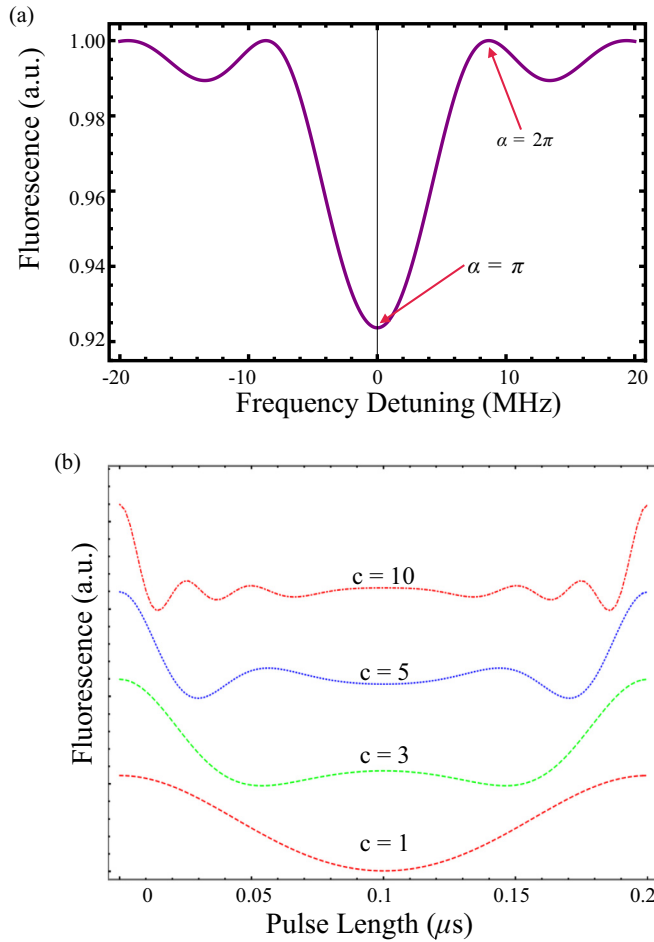 (a)
Fluorescence (a.u.)
1.00
0.98
0.96
0.94
0.92
α = 2π
α = π
-20
-10
0
10
20
Frequency Detuning (MHz)
(b)
Fluorescence (a.u.)
c = 10
c = 5
c = 3
c = 1
0
0.05
0.1
0.15
0.2
Pulse Length (μs)